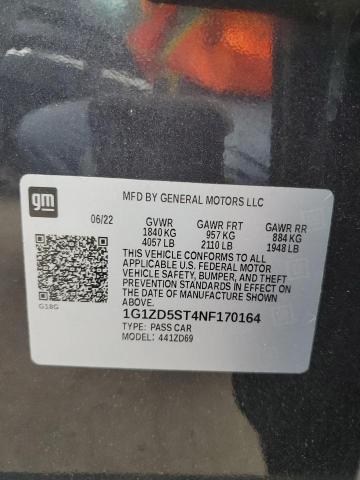 gm
MFD BY GENERAL MOTORS LLC
06/22 GVWR GAWR FRT GAWR RR
1840 KG 957 KG 884 KG
4057 LB 2110 LB 1948 LB
THIS VEHICLE CONFORMS TO ALL APPLICABLE
U.S. FEDERAL MOTOR
VEHICLE SAFETY, BUMPER, AND THEFT
PREVENTION STANDARDS IN EFFECT ON
THE DATE OF MANUFACTURE SHOWN ABOVE.
1G1ZD5ST4NF170164
G18G TYPE: PASS CAR
MODEL: 441ZD69